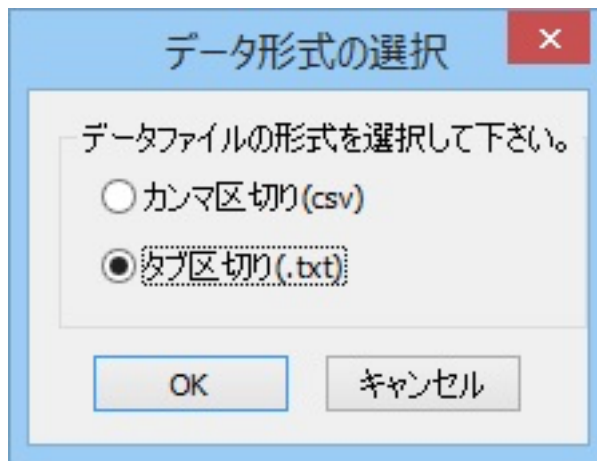 データ形式の選択
データファイルの形式を選択して下さい。
カンマ区切り(csv)
タブ区切り(.txt)
OK
キャンセル